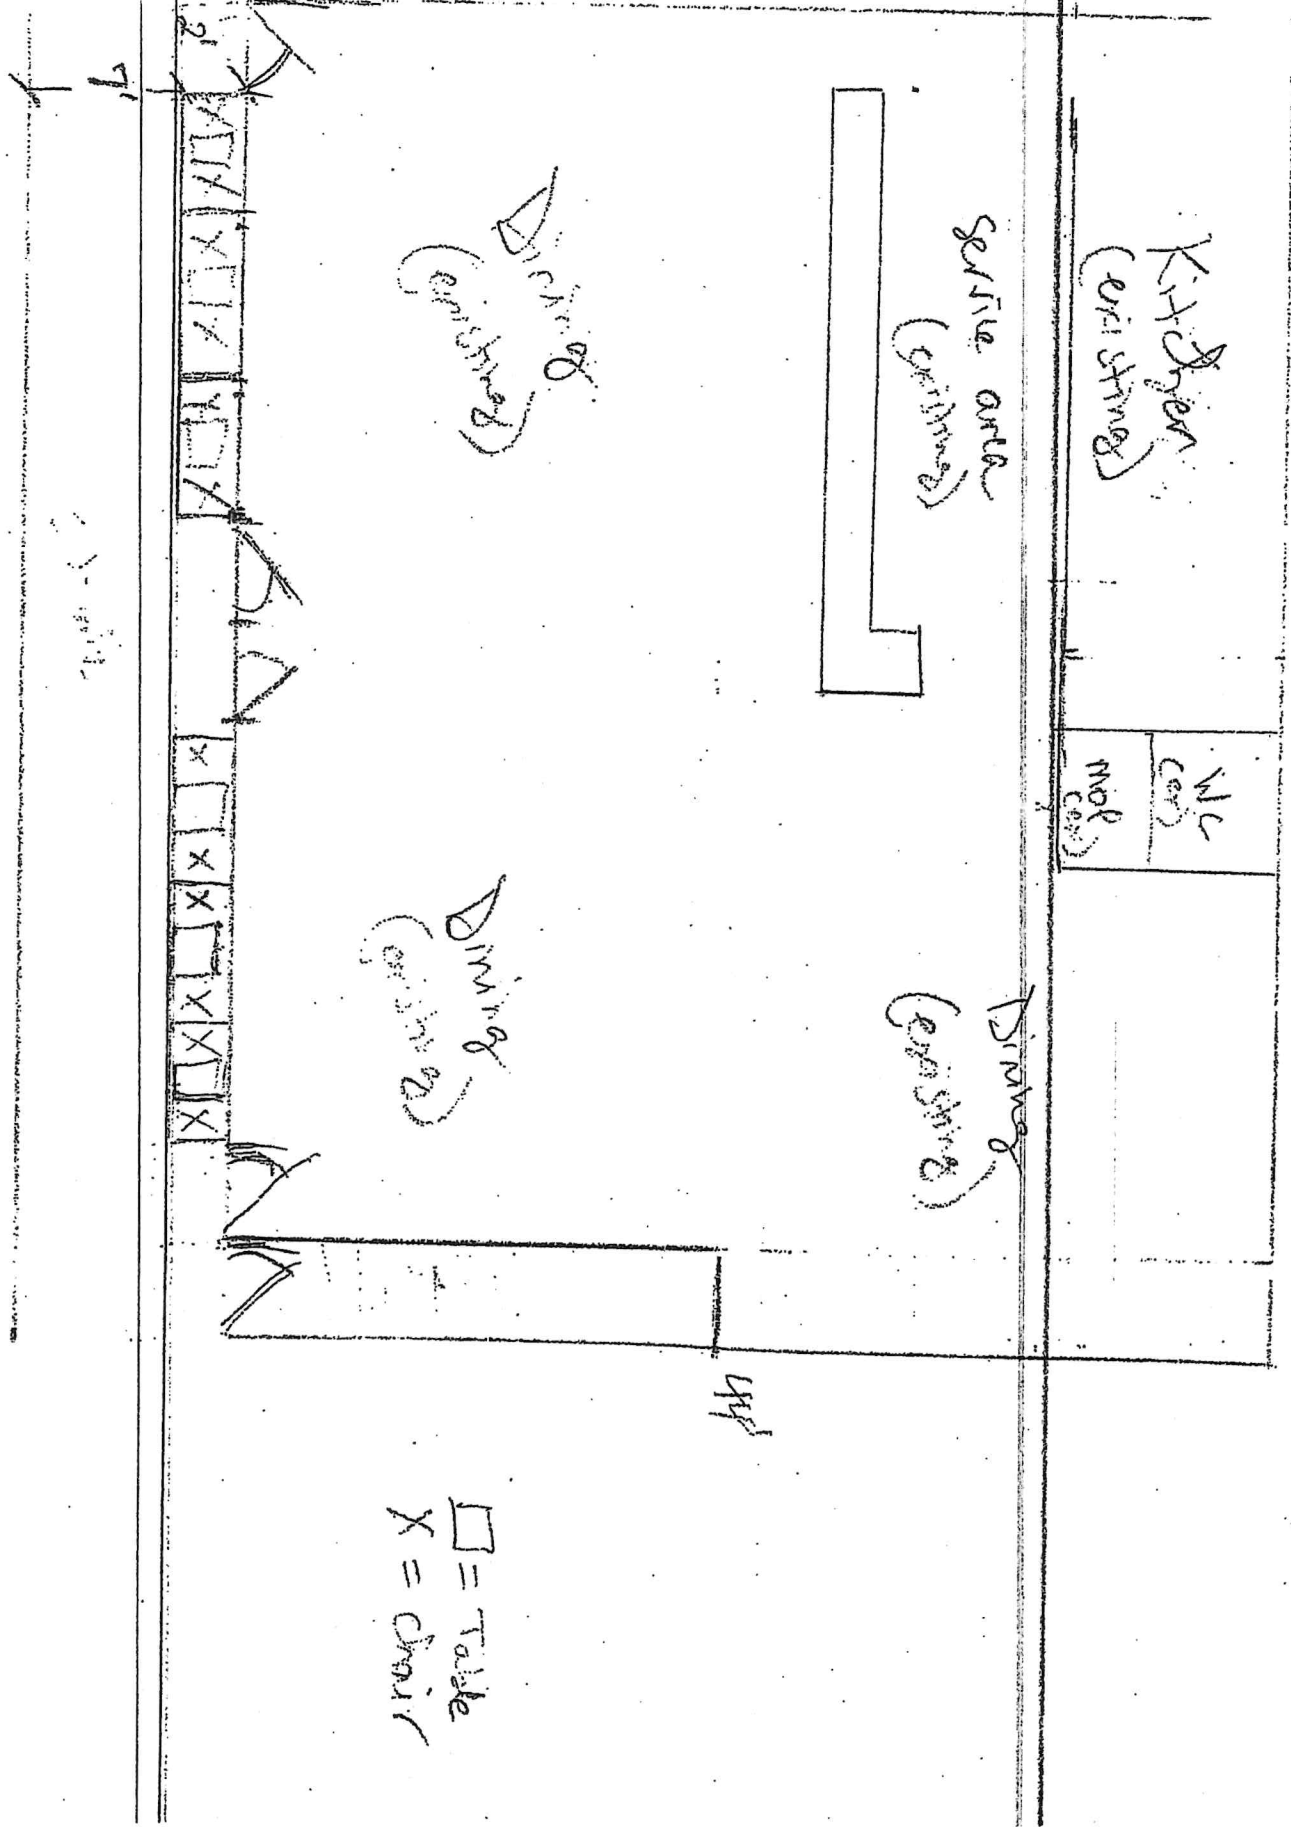 Kitchen
(existing)
WC
(ex)
mop
(ex)
service area
(existing)
Dining
(existing)
Dining
(existing)
Dining
(existing)
2'
7'
□ = Table
X = Chair